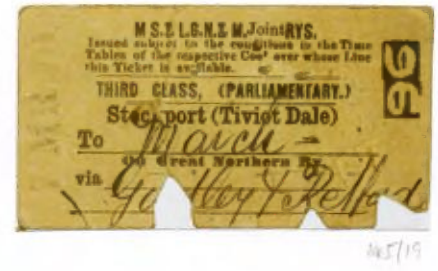 M S. & L. G. N. & M. Joint RYS.
Issued subject to the conditions in the Time
Tables of the respective Coys over whose Line
this Ticket is available.
96
THIRD CLASS, (PARLIAMENTARY.)
Stockport (Tiviot Dale)
To March
On Great Northern Ry.
via Godley & Retford